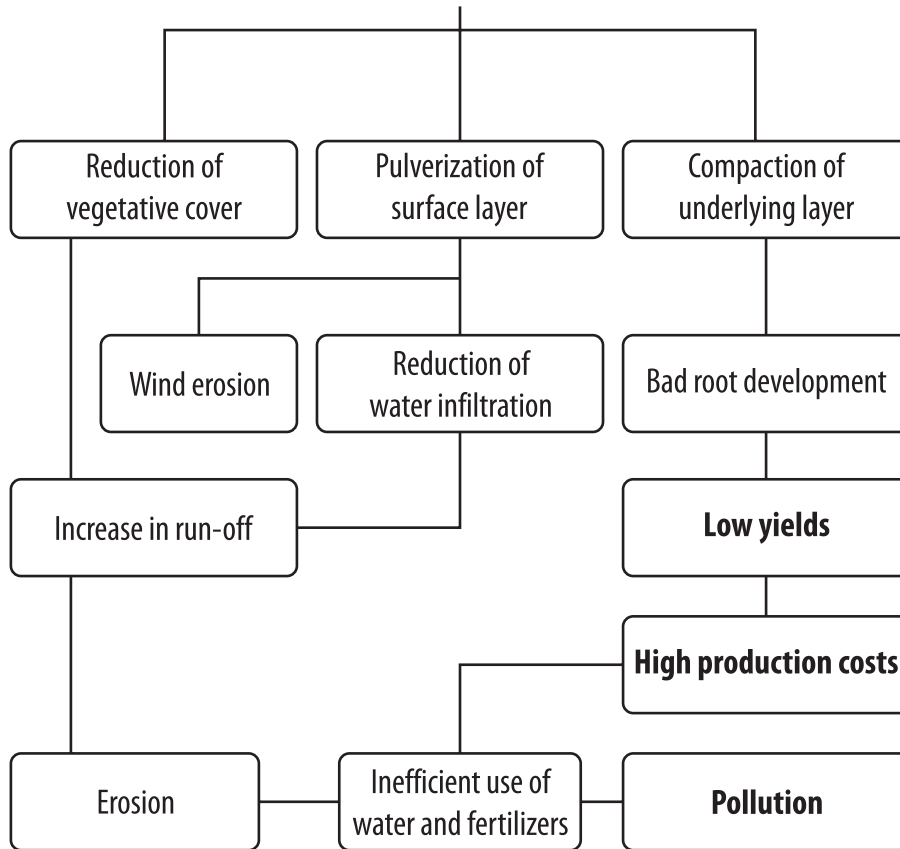 Reduction of
vegetative cover
Pulverization of
surface layer
Compaction of
underlying layer
Wind erosion
Reduction of
water infiltration
Bad root development
Increase in run-off
Low yields
High production costs
Erosion
Inefficient use of
water and fertilizers
Pollution